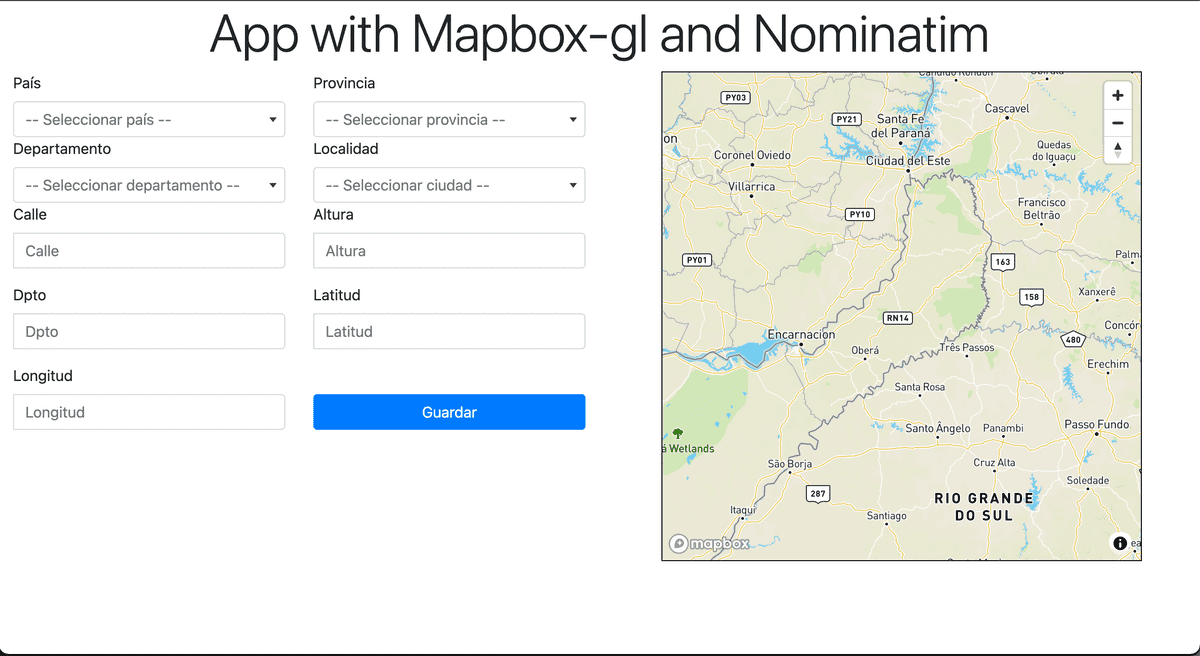 App with Mapbox-gl and Nominatim
País
Provincia
-- Seleccionar país --
-- Seleccionar provincia --
Departamento
Localidad
-- Seleccionar departamento --
-- Seleccionar ciudad --
Calle
Altura
Calle
Altura
Dpto
Latitud
Dpto
Latitud
Longitud
Longitud
Guardar
PY03
Cascavel
PY21
Santa Fe
del Paraná
on
Coronel Oviedo
Ciudad del Este
Quedas
do Iguaçu
Villarrica
PY10
Francisco
Beltrão
PY01
163
Palm
158
Xanxerê
RN14
Concór
Encarnación
480
Oberá
Três Passos
Erechim
Santa Rosa
Santo Ângelo
Panambi
Passo Fundo
á Wetlands
São Borja
Cruz Alta
Soledade
287
RIO GRANDE
DO SUL
Itaqui
Santiago
mapbox
ea